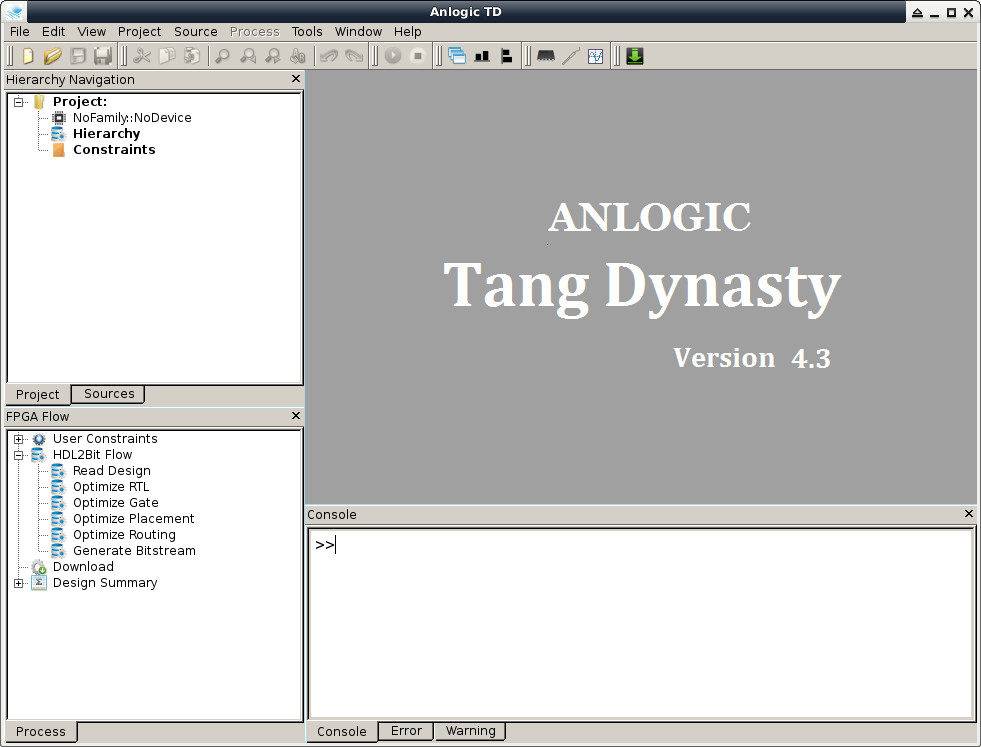 Anlogic TD
File Edit View Project Source Process Tools Window Help
Hierarchy Navigation
Project:
NoFamily::NoDevice
Hierarchy
Constraints
Project Sources
FPGA Flow
User Constraints
HDL2Bit Flow
Read Design
Optimize RTL
Optimize Gate
Optimize Placement
Optimize Routing
Generate Bitstream
Download
Design Summary
Process
ANLOGIC
Tang Dynasty
Version 4.3
Console
>>
Console Error Warning